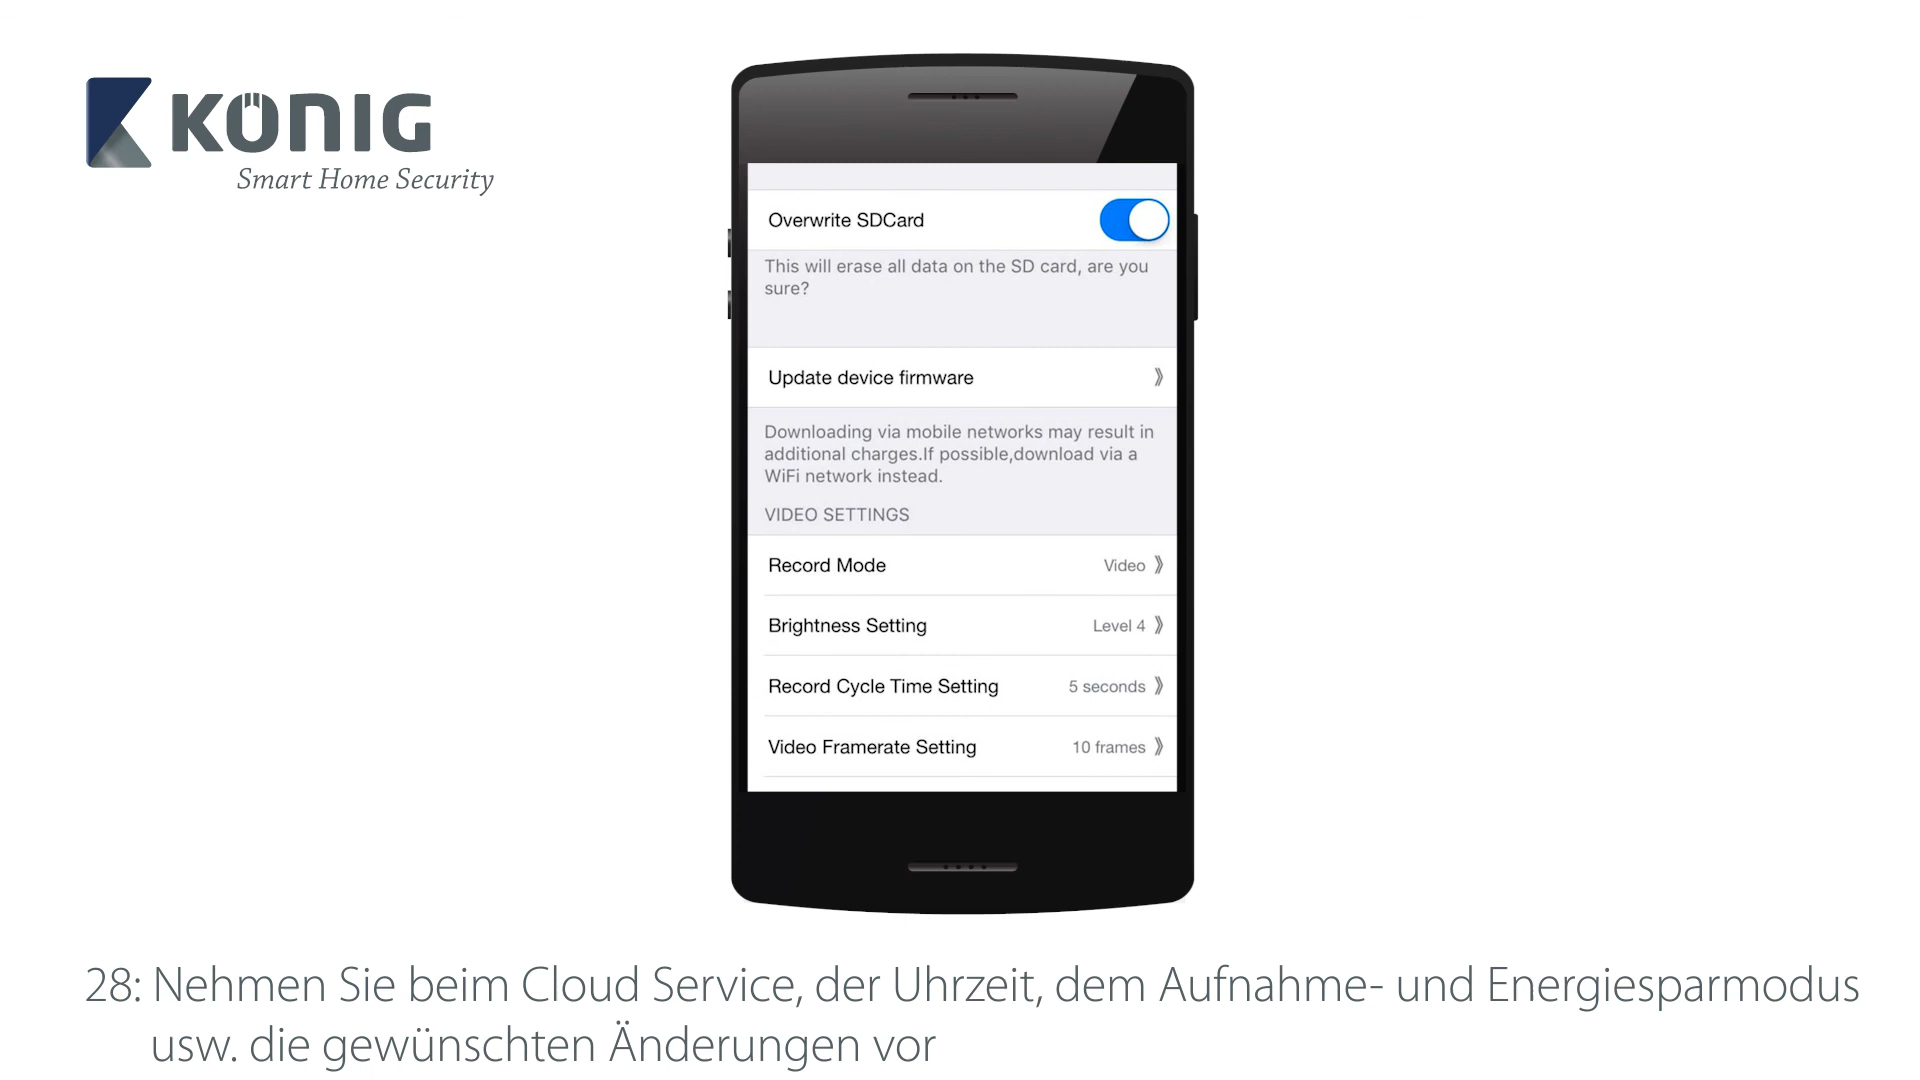 KÖNIG
Smart Home Security
Overwrite SDCard
This will erase all data on the SD card, are you
sure?
Update device firmware
Downloading via mobile networks may result in
additional charges.If possible,download via a
WiFi network instead.
VIDEO SETTINGS
Record Mode Video
Brightness Setting Level 4
Record Cycle Time Setting 5 seconds
Video Framerate Setting 10 frames
28: Nehmen Sie beim Cloud Service, der Uhrzeit, dem Aufnahme- und Energiesparmodus
usw. die gewünschten Änderungen vor